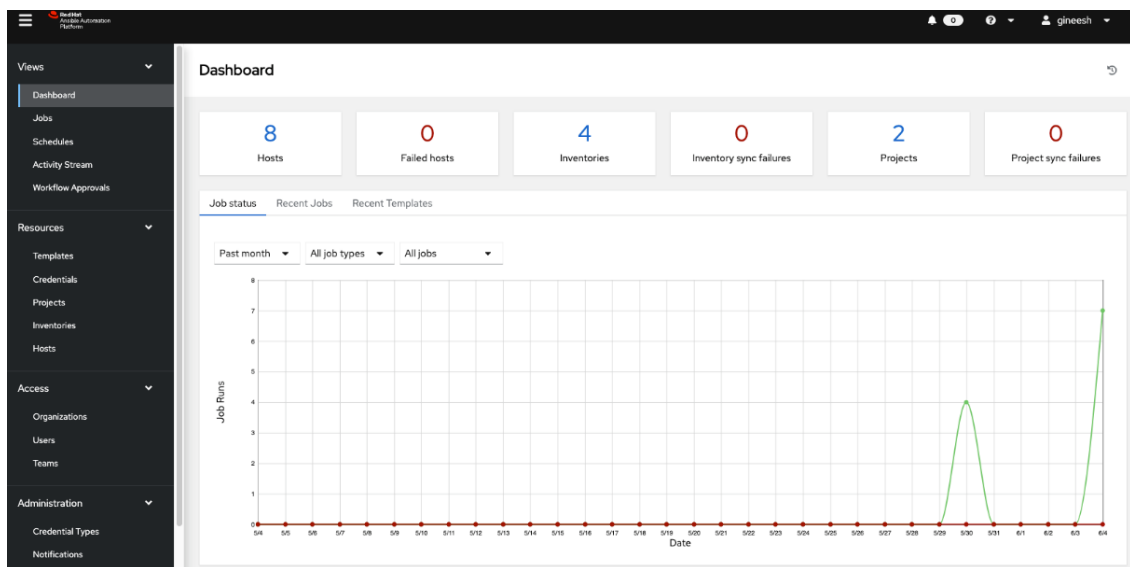 Red Hat
Ansible Automation
Platform
0
gineesh
Views
Dashboard
Jobs
Schedules
Activity Stream
Workflow Approvals
Resources
Templates
Credentials
Projects
Inventories
Hosts
Access
Organizations
Users
Teams
Administration
Credential Types
Notifications
Dashboard
8 0 4 0 2 0
Hosts Failed hosts Inventories Inventory sync failures Projects Project sync failures
Job status Recent Jobs Recent Templates
Past month All job types All jobs
8
7
6
5
4
3
2
1
0
Job Runs
5/4 5/5 5/6 5/7 5/8 5/9 5/10 5/11 5/12 5/13 5/14 5/15 5/16 5/17 5/18 5/19 5/20 5/21 5/22 5/23 5/24 5/25 5/26 5/27 5/28 5/29 5/30 5/31 6/1 6/2 6/3 6/4
Date